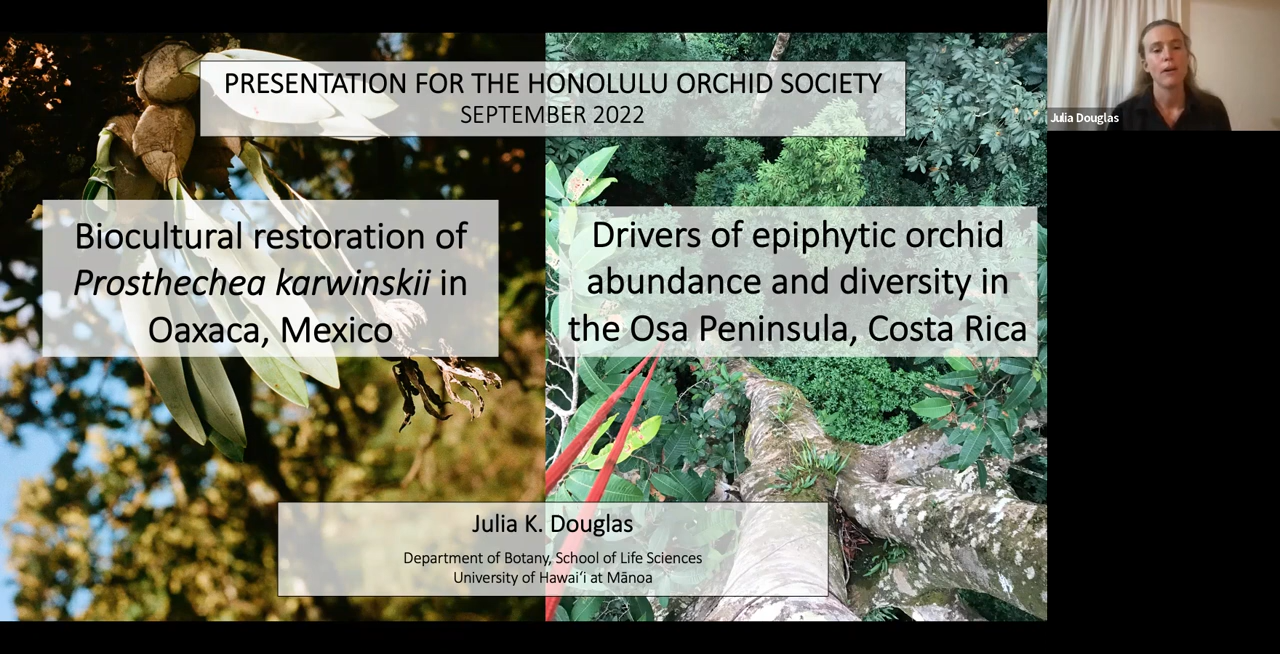 PRESENTATION FOR THE HONOLULU ORCHID SOCIETY
SEPTEMBER 2022
Julia Douglas
Biocultural restoration of
Prosthechea karwinskii in
Oaxaca, Mexico
Drivers of epiphytic orchid
abundance and diversity in
the Osa Peninsula, Costa Rica
Julia K. Douglas
Department of Botany, School of Life Sciences
University of Hawaiʻi at Mānoa